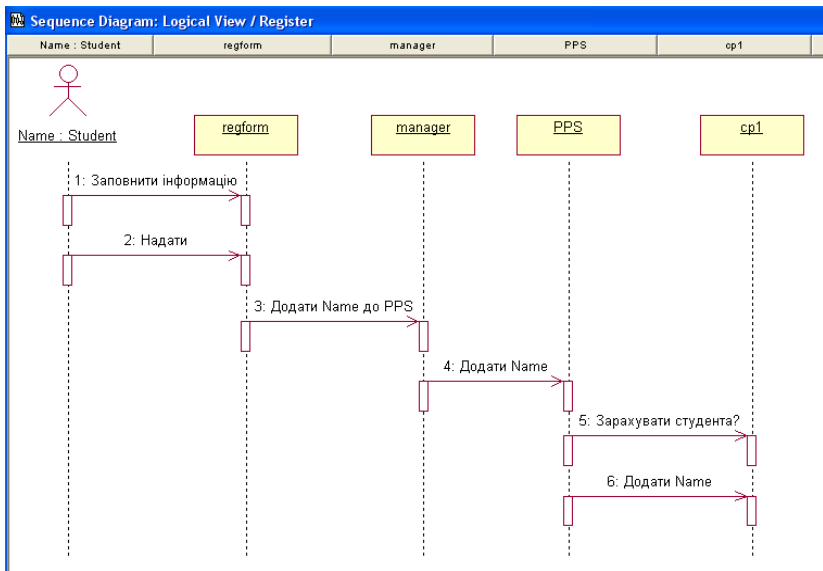 Sequence Diagram: Logical View / Register
Name : Student regform manager PPS cp1
Name : Student regform manager PPS cp1
1: Заповнити інформацію
2: Надати
3: Додати Name до PPS
4: Додати Name
5: Зарахувати студента?
6: Додати Name